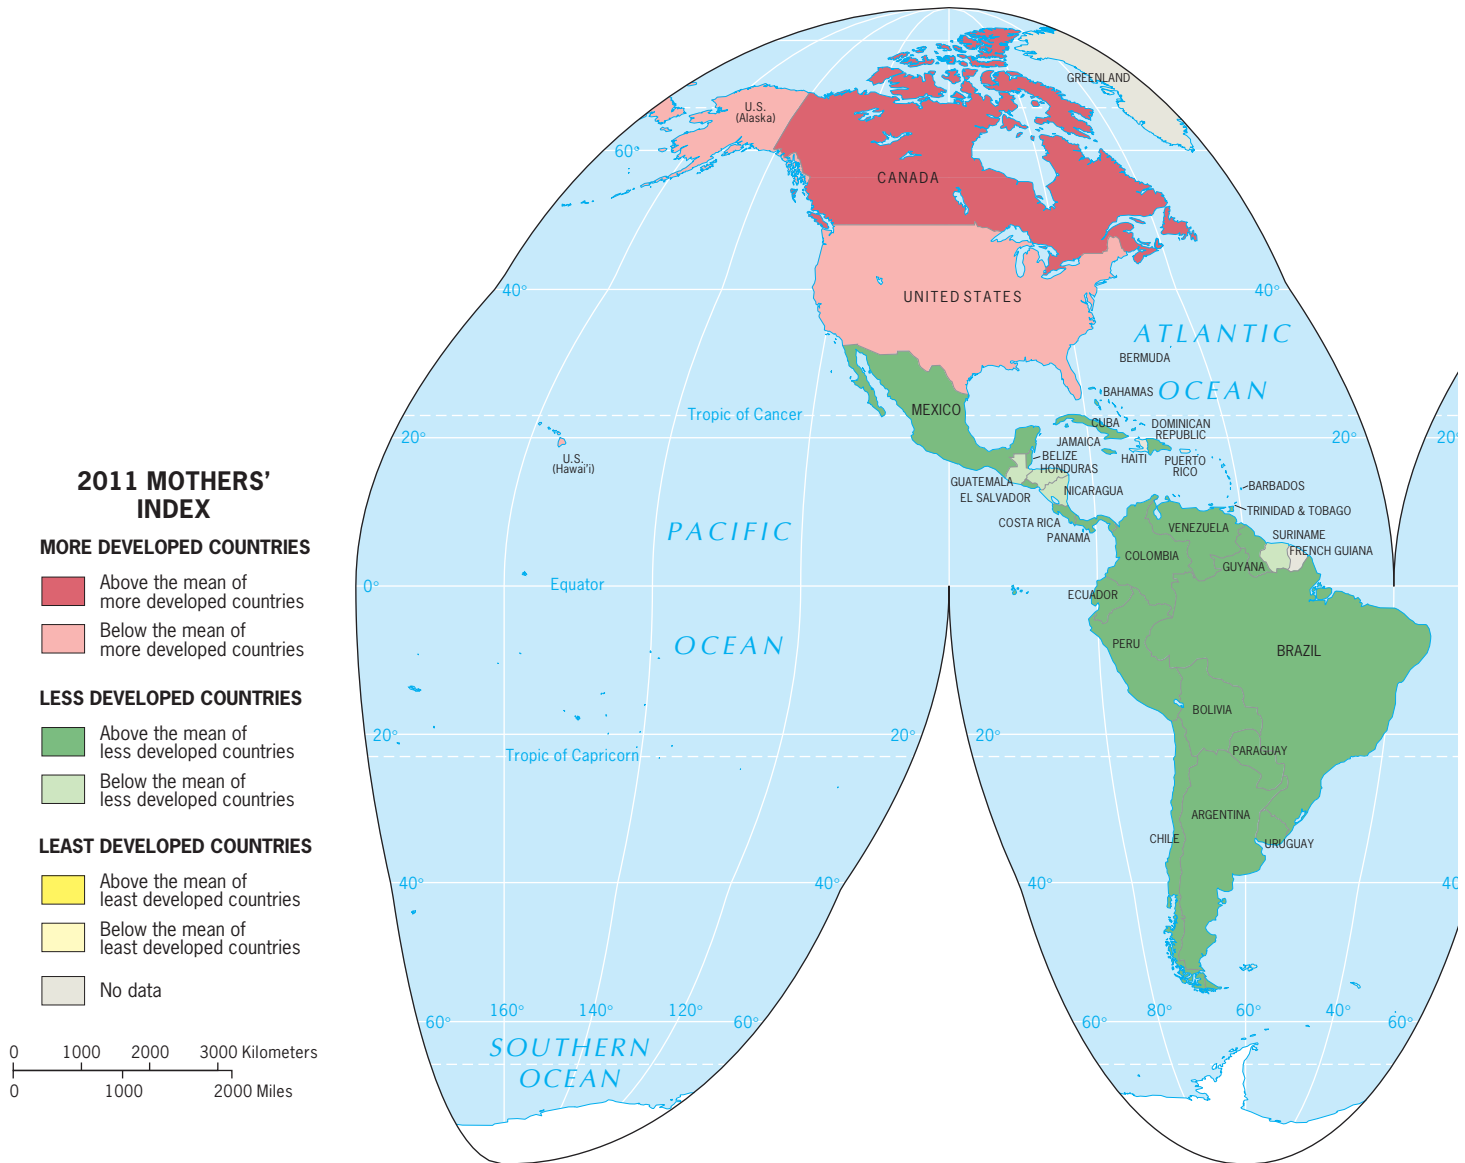 2011 MOTHERS'
INDEX
MORE DEVELOPED COUNTRIES
Above the mean of
more developed countries
Below the mean of
more developed countries
LESS DEVELOPED COUNTRIES
Above the mean of
less developed countries
Below the mean of
less developed countries
LEAST DEVELOPED COUNTRIES
Above the mean of
least developed countries
Below the mean of
least developed countries
No data
0 1000 2000 3000 Kilometers
0 1000 2000 Miles
GREENLAND
U.S.
(Alaska)
60°
CANADA
40°
UNITED STATES
40°
ATLANTIC
BERMUDA
OCEAN
BAHAMAS
Tropic of Cancer
MEXICO
CUBA
DOMINICAN
REPUBLIC
20°
20°
20°
JAMAICA
BELIZE
HAITI
PUERTO
RICO
U.S.
(Hawai'i)
HONDURAS
GUATEMALA
NICARAGUA
BARBADOS
EL SALVADOR
TRINIDAD & TOBAGO
COSTA RICA
PANAMA
VENEZUELA
SURINAME
FRENCH GUIANA
COLOMBIA
GUYANA
PACIFIC
0°
Equator
ECUADOR
OCEAN
PERU
BRAZIL
BOLIVIA
20°
20°
20°
Tropic of Capricorn
PARAGUAY
ARGENTINA
CHILE
URUGUAY
40°
40°
40°
40
60°
160°
140°
120°
60°
60°
80°
60°
40°
60°
SOUTHERN
OCEAN